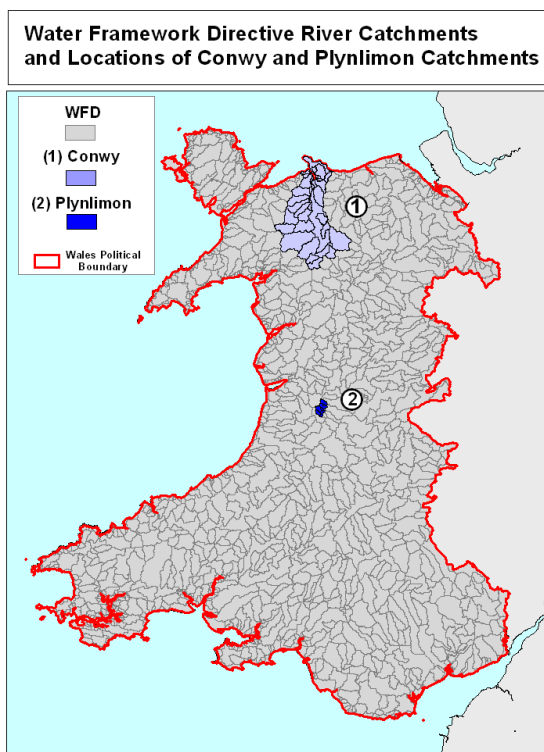 Water Framework Directive River Catchments
and Locations of Conwy and Plynlimon Catchments
WFD
(1) Conwy
(2) Plynlimon
Wales Political
Boundary
1
2